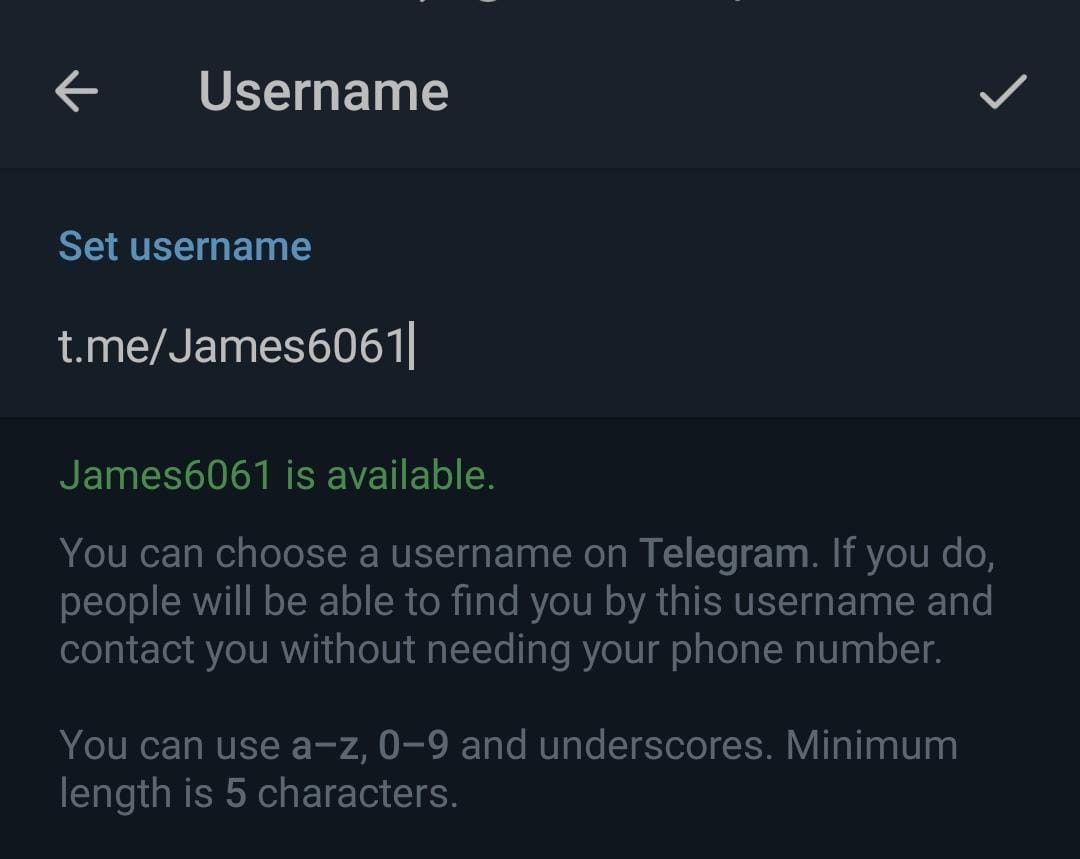 Username
Set username
t.me/James6061
James6061 is available.
You can choose a username on Telegram. If you do,
people will be able to find you by this username and
contact you without needing your phone number.
You can use a–z, 0–9 and underscores. Minimum
length is 5 characters.